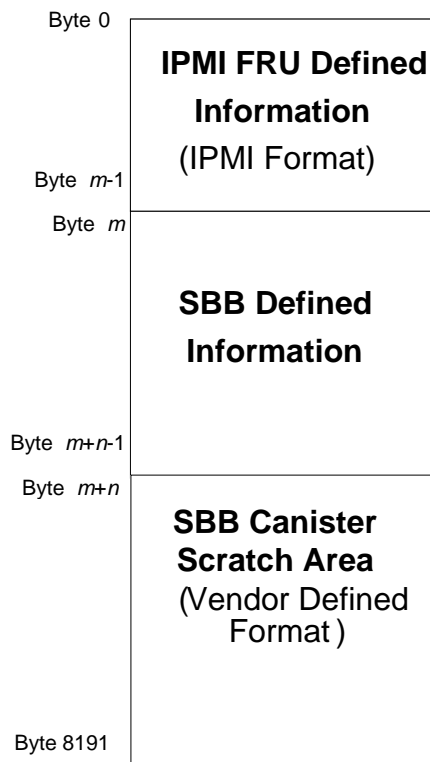 Byte 0
IPMI FRU Defined
Information
(IPMI Format)
Byte m-1
Byte m
SBB Defined
Information
Byte m+n-1
Byte m+n
SBB Canister
Scratch Area
(Vendor Defined
Format )
Byte 8191